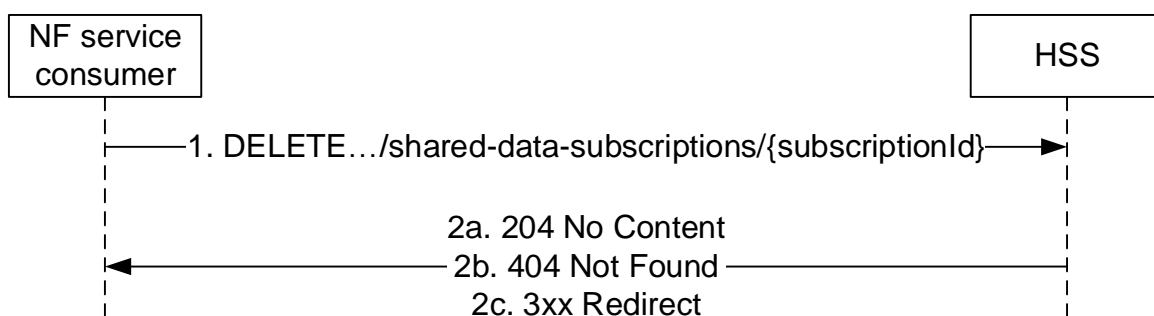 NF service
consumer
HSS
1. DELETE…/shared-data-subscriptions/{subscriptionId}
2a. 204 No Content
2b. 404 Not Found
2c. 3xx Redirect